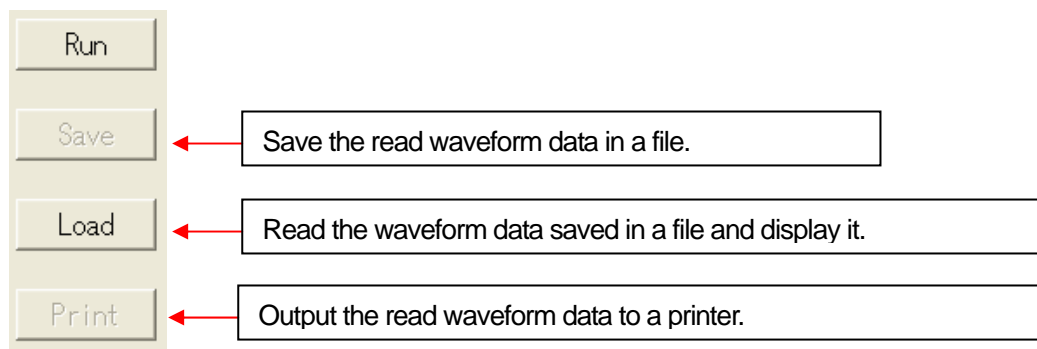 Run
Save
Save the read waveform data in a file.
Load
Read the waveform data saved in a file and display it.
Print
Output the read waveform data to a printer.